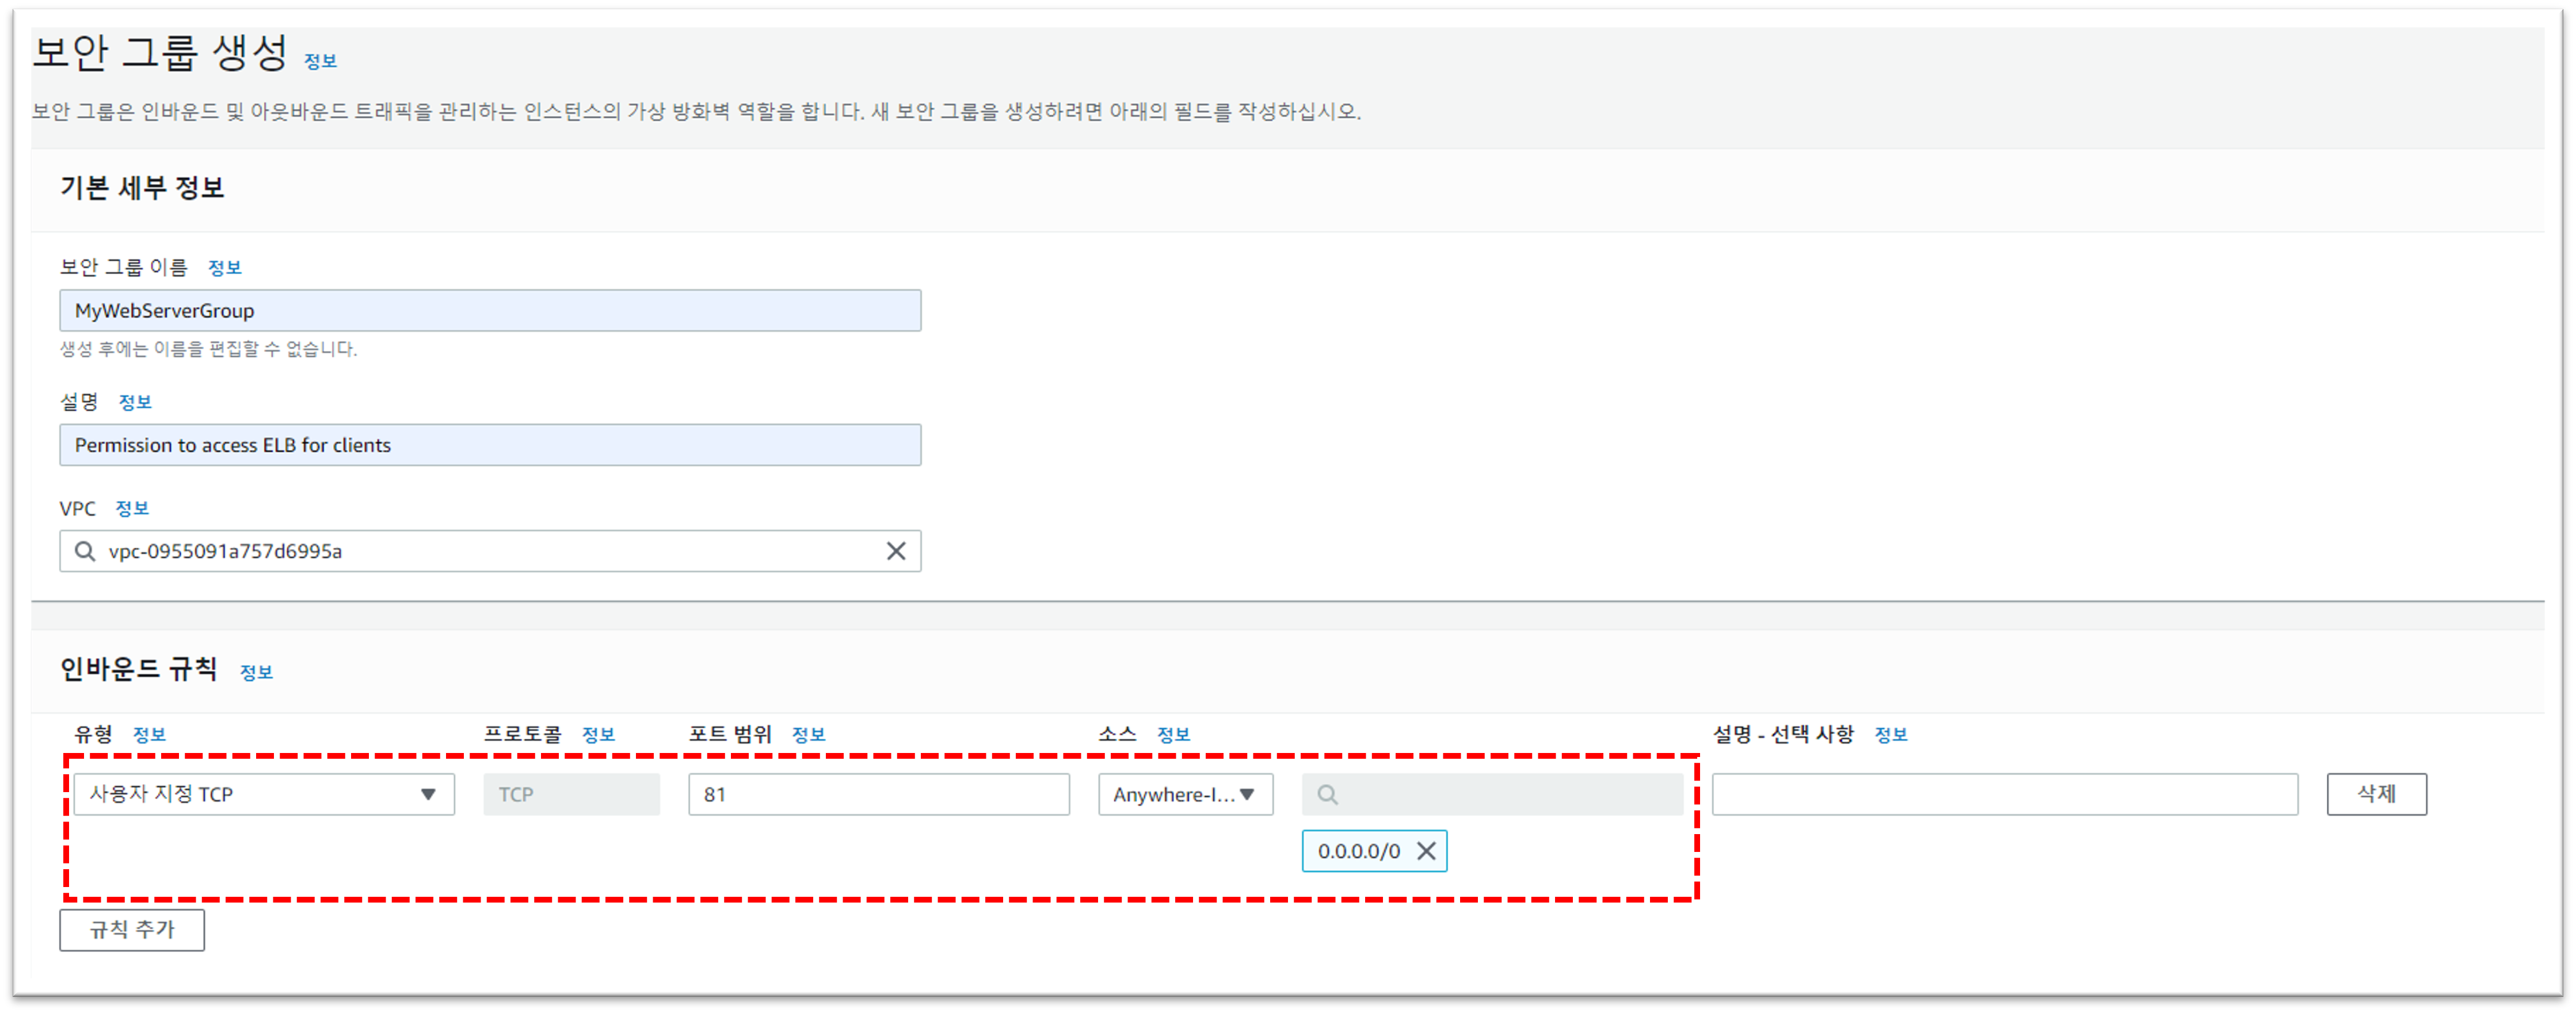 보안 그룹 생성 정보
보안 그룹은 인바운드 및 아웃바운드 트래픽을 관리하는 인스턴스의 가상 방화벽 역할을 합니다. 새 보안 그룹을 생성하려면 아래의 필드를 작성하십시오.
기본 세부 정보
보안 그룹 이름 정보
MyWebServerGroup
생성 후에는 이름을 편집할 수 없습니다.
설명 정보
Permission to access ELB for clients
VPC 정보
vpc-0955091a757d6995a
인바운드 규칙 정보
유형 정보 프로토콜 정보 포트 범위 정보 소스 정보 설명 - 선택 사항 정보
사용자 지정 TCP TCP 81 Anywhere-I... 삭제
0.0.0.0/0
규칙 추가